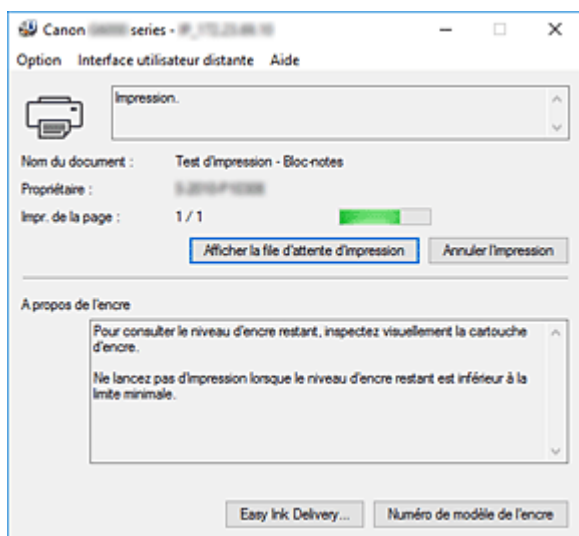 Canon series -
Option Interface utilisateur distante Aide
Impression.
Nom du document : Test d'impression - Bloc-notes
Propriétaire :
Impr. de la page : 1 / 1
Afficher la file d'attente d'impression Annuler l'impression
A propos de l'encre
Pour consulter le niveau d'encre restant, inspectez visuellement la cartouche
d'encre.
Ne lancez pas d'impression lorsque le niveau d'encre restant est inférieur à la
limite minimale.
Easy Ink Delivery... Numéro de modèle de l'encre